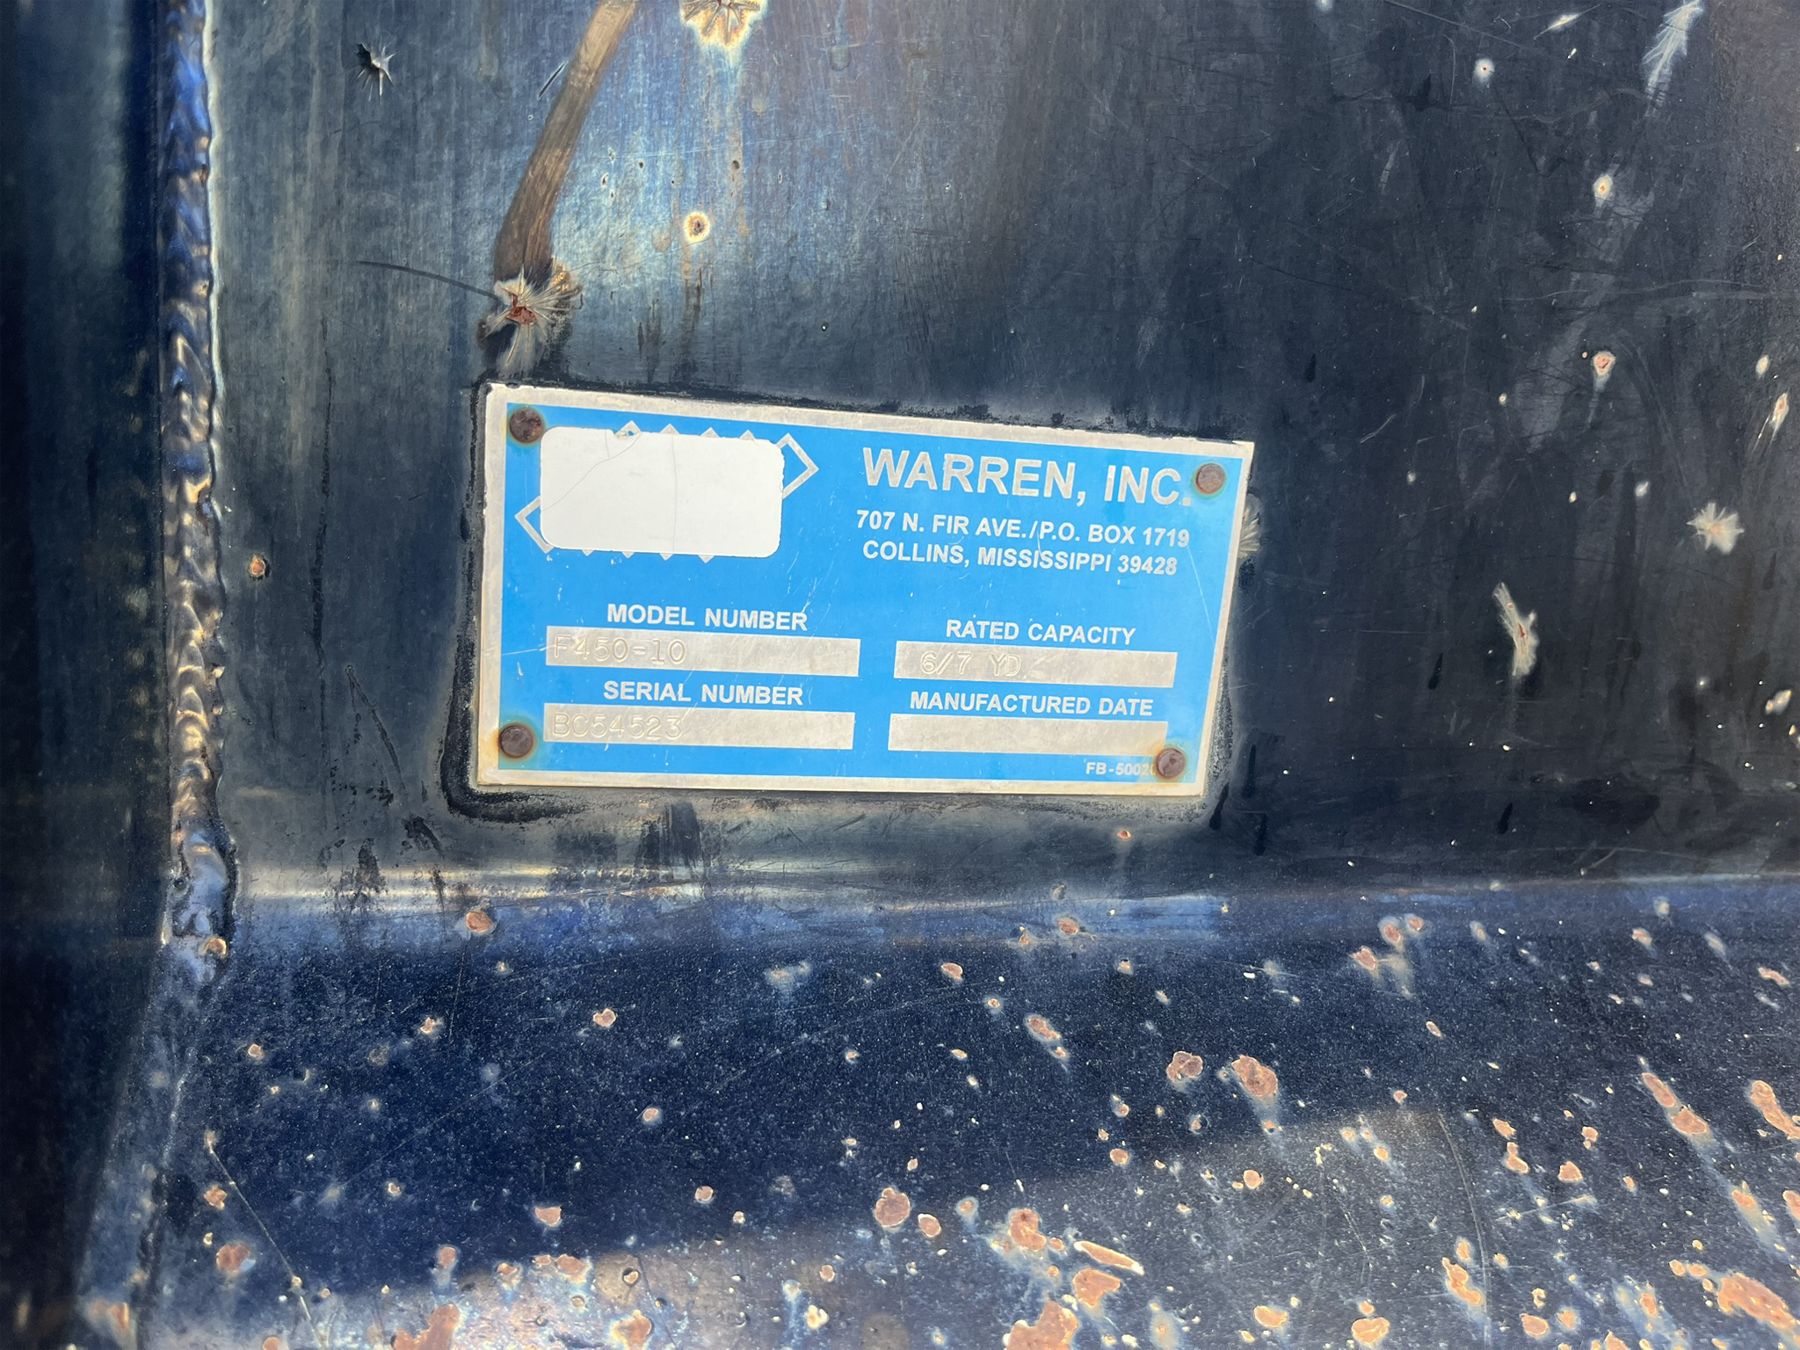 WARREN, INC.
707 N. FIR AVE./P.O. BOX 1719
COLLINS, MISSISSIPPI 39428
MODEL NUMBER
F450-10
RATED CAPACITY
6/7 YD.
SERIAL NUMBER
BC54523
MANUFACTURED DATE